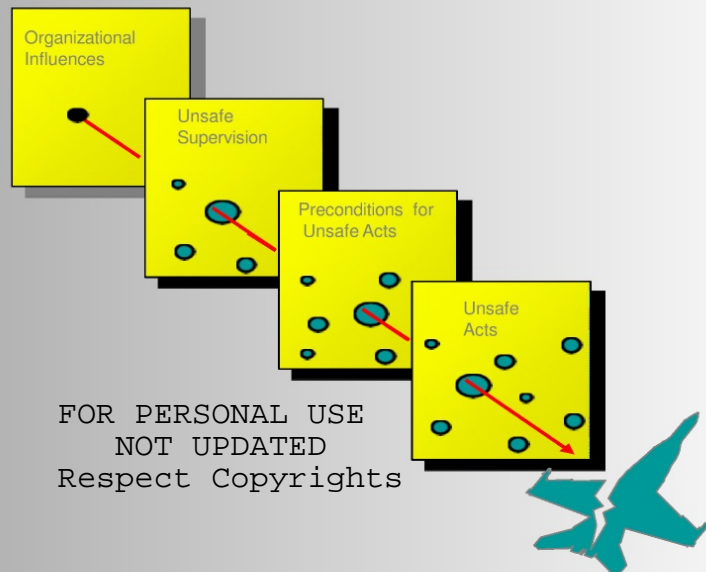 Organizational
Influences
Unsafe
Supervision
Preconditions for
Unsafe Acts
Unsafe
Acts
FOR PERSONAL USE
NOT UPDATED
Respect Copyrights